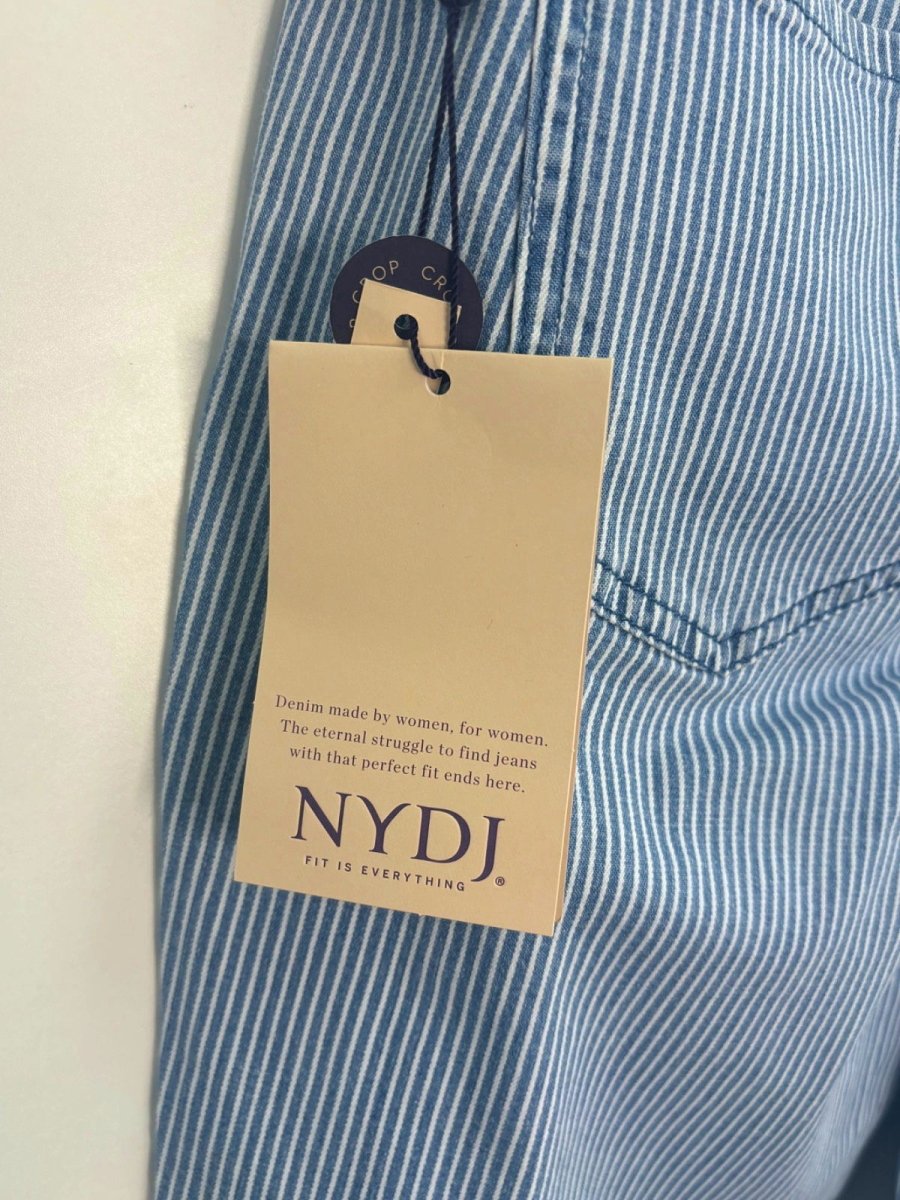 CROP CRO
Denim made by women, for women.
The eternal struggle to find jeans
with that perfect fit ends here.
NYDJ®
FIT IS EVERYTHING